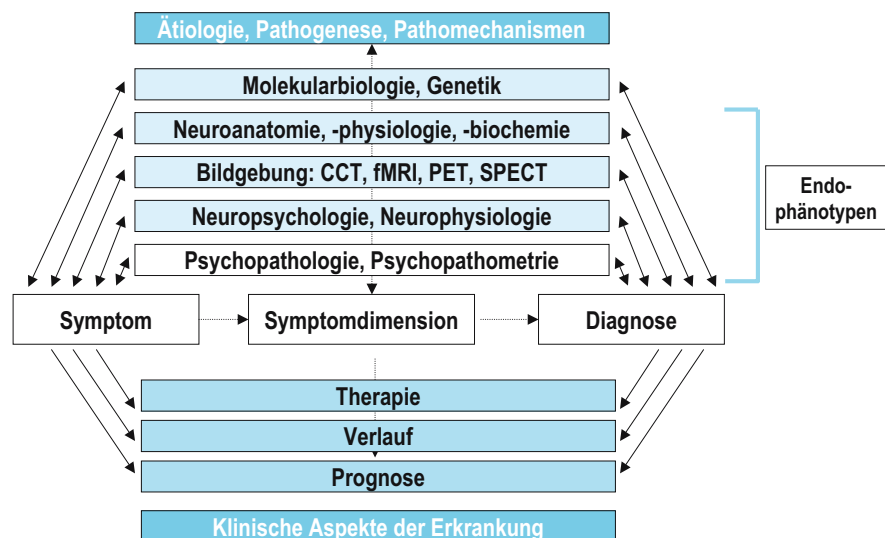 Ätiologie, Pathogenese, Pathomechanismen
Molekularbiologie, Genetik
Neuroanatomie, -physiologie, -biochemie
Bildgebung: CCT, fMRI, PET, SPECT
Neuropsychologie, Neurophysiologie
Psychopathologie, Psychopathometrie
Endo-
phänotypen
Symptom
Symptomdimension
Diagnose
Therapie
Verlauf
Prognose
Klinische Aspekte der Erkrankung